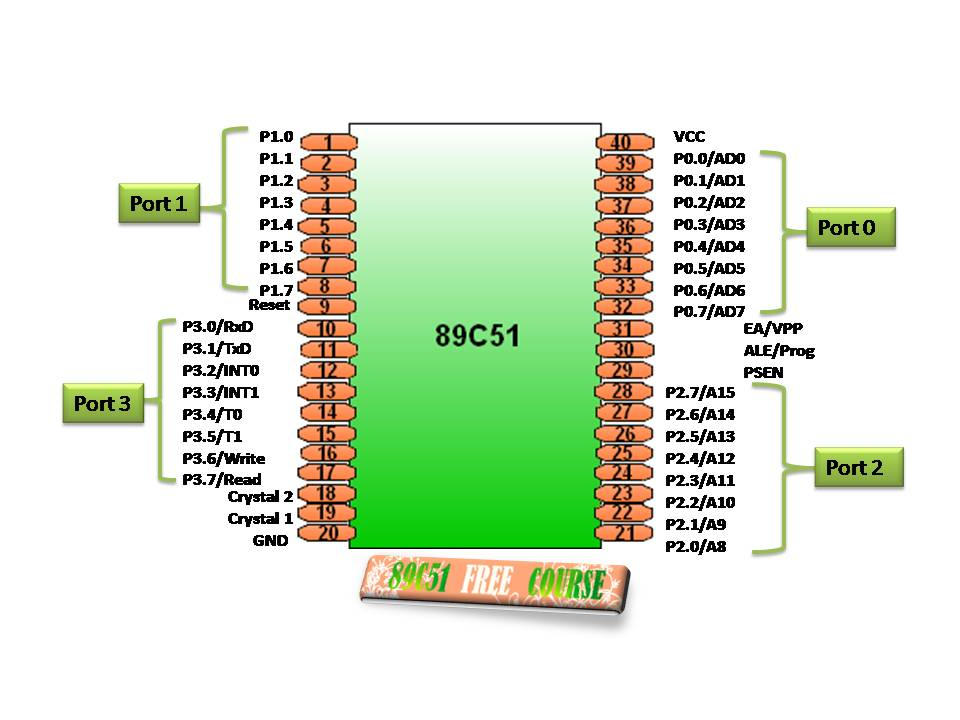 Port 1
P1.0
P1.1
P1.2
P1.3
P1.4
P1.5
P1.6
P1.7
Reset
Port 3
P3.0/RxD
P3.1/TxD
P3.2/INT0
P3.3/INT1
P3.4/T0
P3.5/T1
P3.6/Write
P3.7/Read
Crystal 2
Crystal 1
GND
1
2
3
4
5
6
7
8
9
10
11
12
13
14
15
16
17
18
19
20
89C51
40
39
38
37
36
35
34
33
32
31
30
29
28
27
26
25
24
23
22
21
VCC
P0.0/AD0
P0.1/AD1
P0.2/AD2
P0.3/AD3
P0.4/AD4
P0.5/AD5
P0.6/AD6
P0.7/AD7
Port 0
EA/VPP
ALE/Prog
PSEN
P2.7/A15
P2.6/A14
P2.5/A13
P2.4/A12
P2.3/A11
P2.2/A10
P2.1/A9
P2.0/A8
Port 2
89C51 FREE COURSE